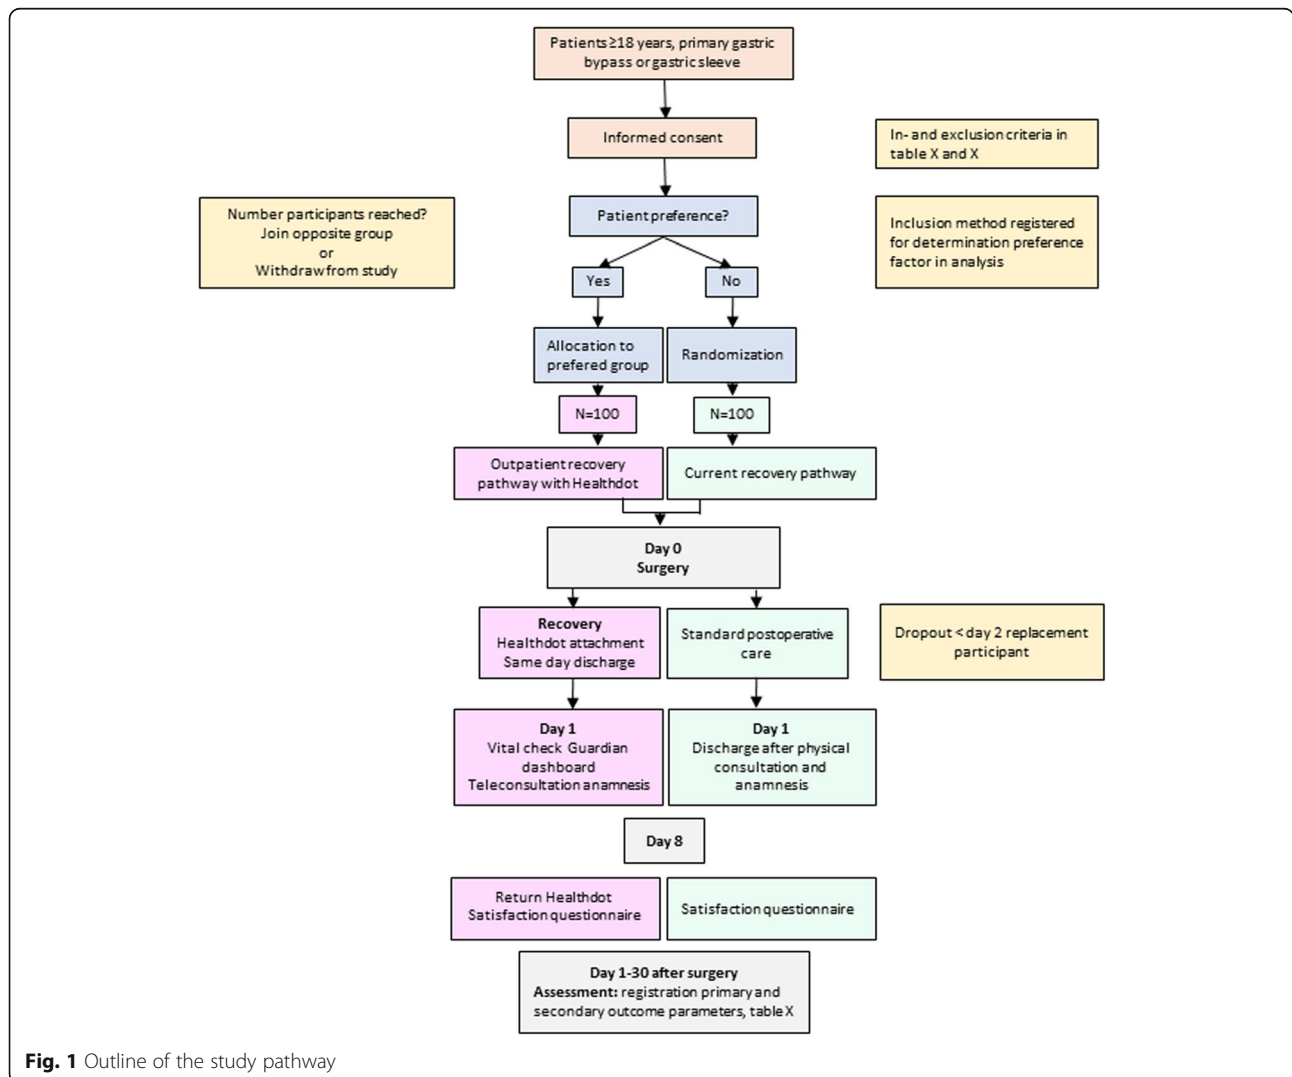 Patients ≥18 years, primary gastric
bypass or gastric sleeve
Informed consent
In- and exclusion criteria in
table X and X
Number participants reached?
Join opposite group
or
Withdraw from study
Patient preference?
Inclusion method registered
for determination preference
factor in analysis
Yes
No
Allocation to
prefered group
Randomization
N=100
N=100
Outpatient recovery
pathway with Healthdot
Current recovery pathway
Day 0
Surgery
Recovery
Healthdot attachment
Same day discharge
Standard postoperative
care
Dropout < day 2 replacement
participant
Day 1
Vital check Guardian
dashboard
Teleconsultation anamnesis
Day 1
Discharge after physical
consultation and
anamnesis
Day 8
Return Healthdot
Satisfaction questionnaire
Satisfaction questionnaire
Day 1-30 after surgery
Assessment: registration primary and
secondary outcome parameters, table X
Fig. 1 Outline of the study pathway